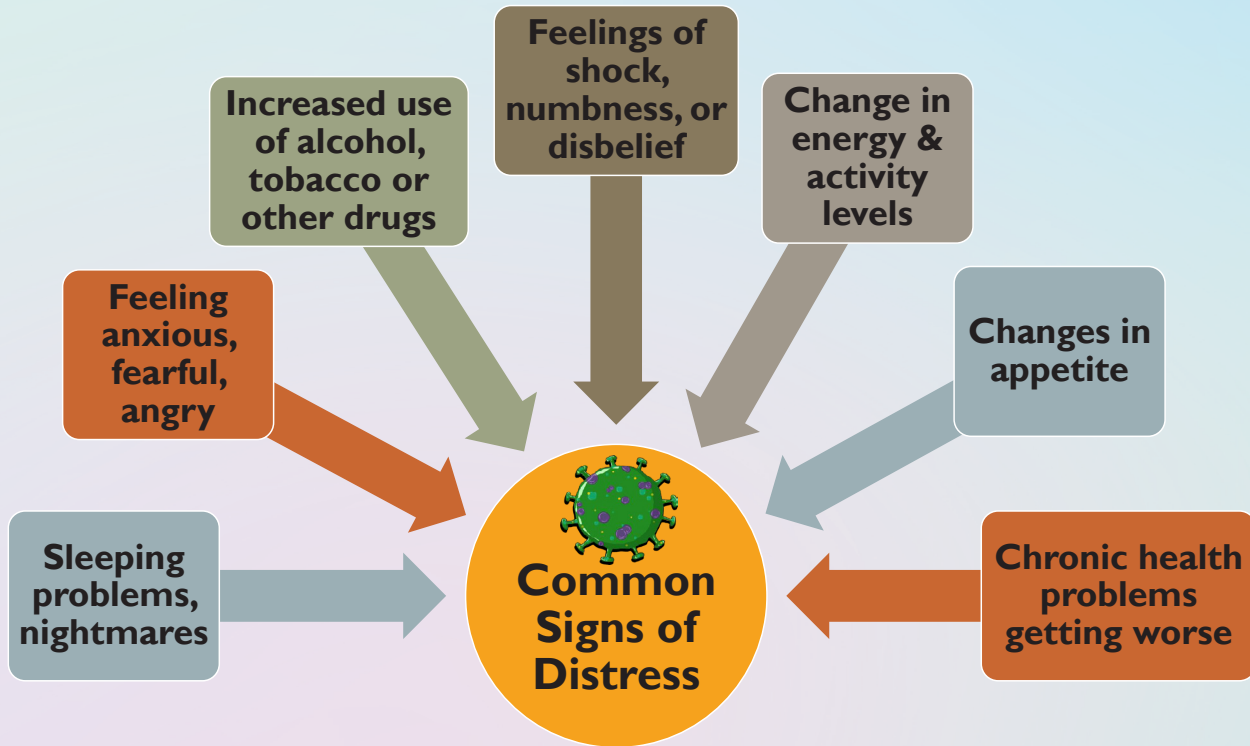 Feelings of
shock,
numbness, or
disbelief
Increased use
of alcohol,
tobacco or
other drugs
Change in
energy &
activity
levels
Feeling
anxious,
fearful,
angry
Changes in
appetite
Sleeping
problems,
nightmares
Chronic health
problems
getting worse
Common
Signs of
Distress